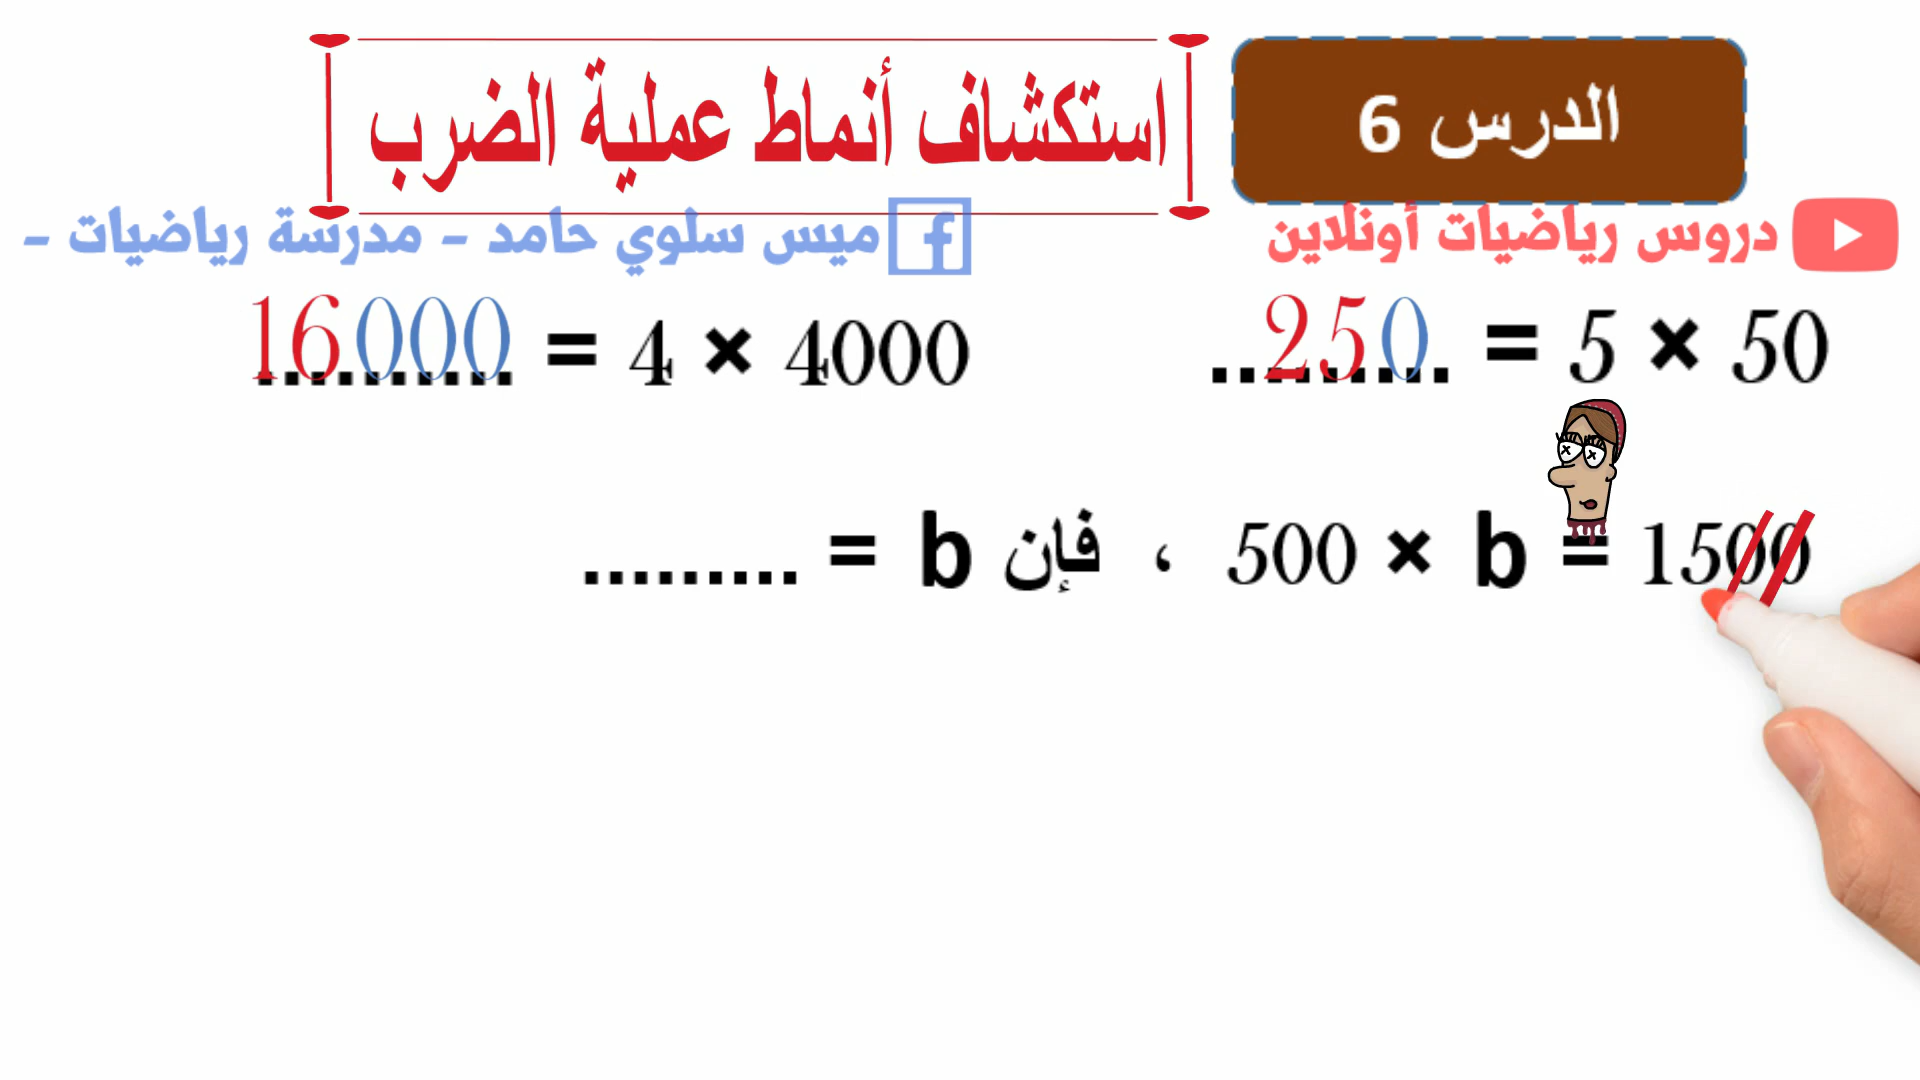 الدرس 6
استكشاف أنماط عملية الضرب
دروس رياضيات أونلاين
ميس سلوي حامد - مدرسة رياضيات -
50 × 5 = 250
4000 × 4 = 16000
1500 = b × 500 ، فإن b = .........